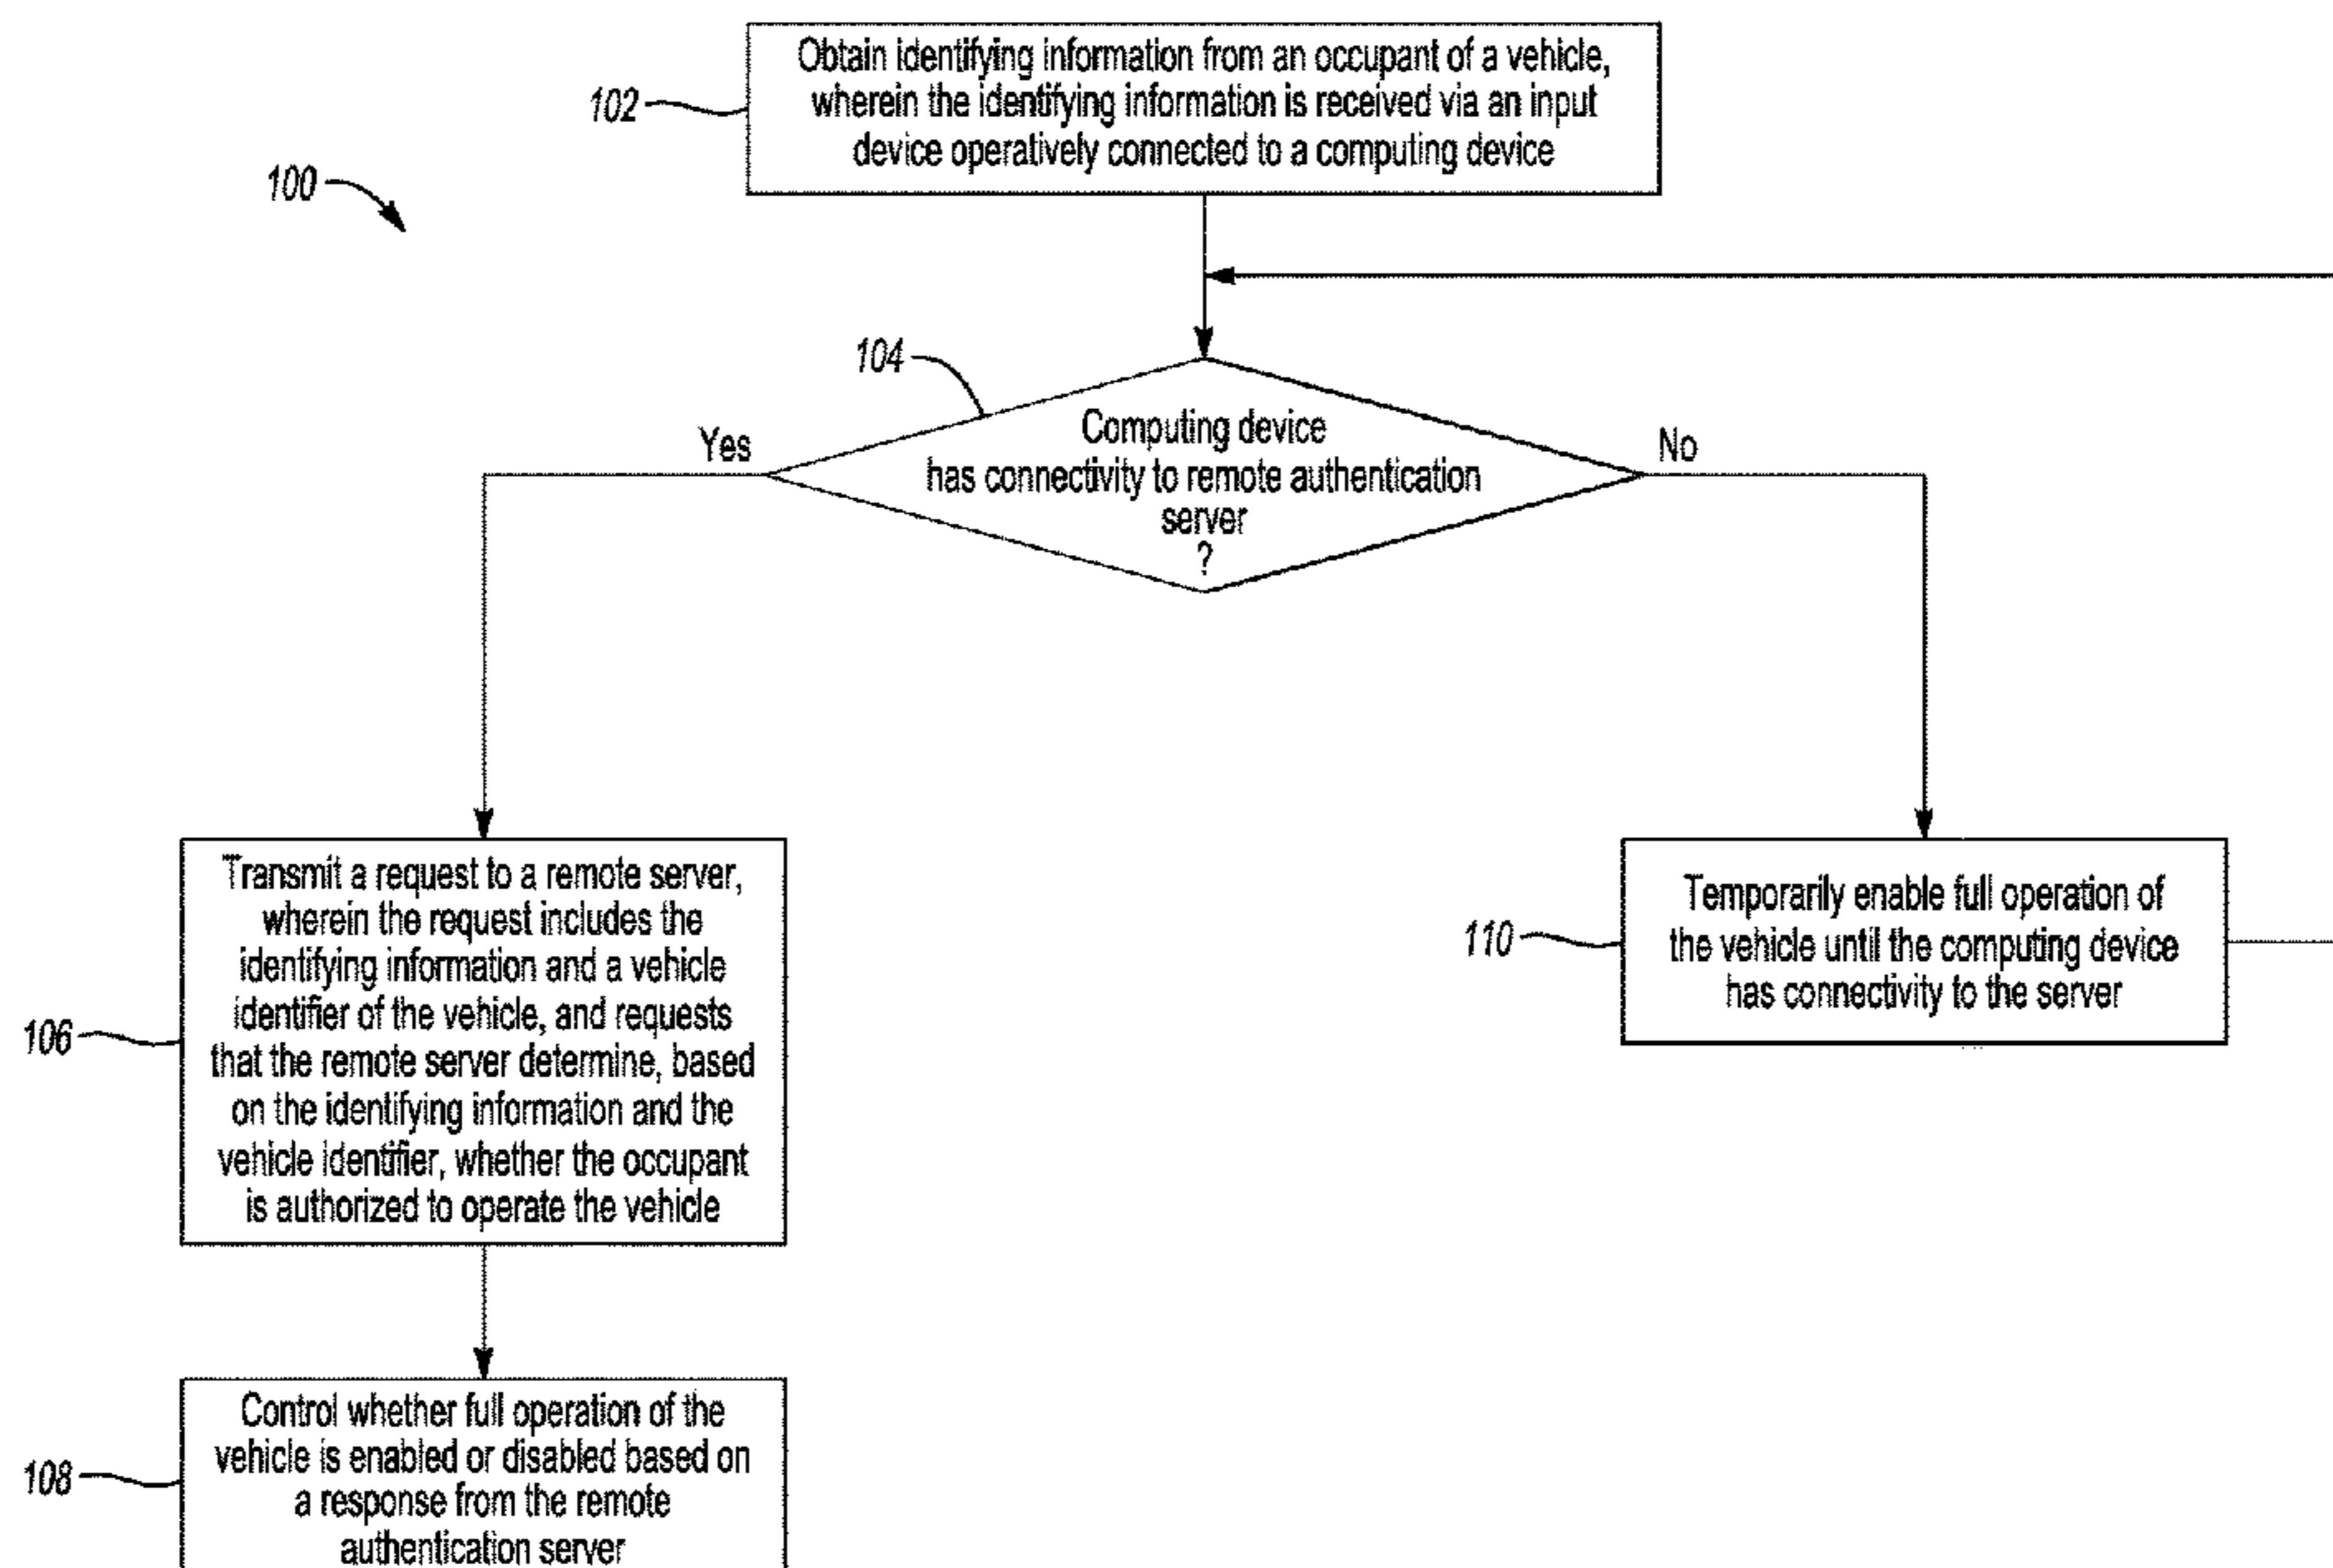 Obtain identifying information from an occupant of a vehicle,
wherein the identifying information is received via an input
device operatively connected to a computing device
102
100
104
Computing device
has connectivity to remote authentication
server
?
Yes
No
Transmit a request to a remote server,
wherein the request includes the
identifying information and a vehicle
identifier of the vehicle, and requests
that the remote server determine, based
on the identifying information and the
vehicle identifier, whether the occupant
is authorized to operate the vehicle
106
Temporarily enable full operation of
the vehicle until the computing device
has connectivity to the server
110
Control whether full operation of the
vehicle is enabled or disabled based on
a response from the remote
authentication server
108